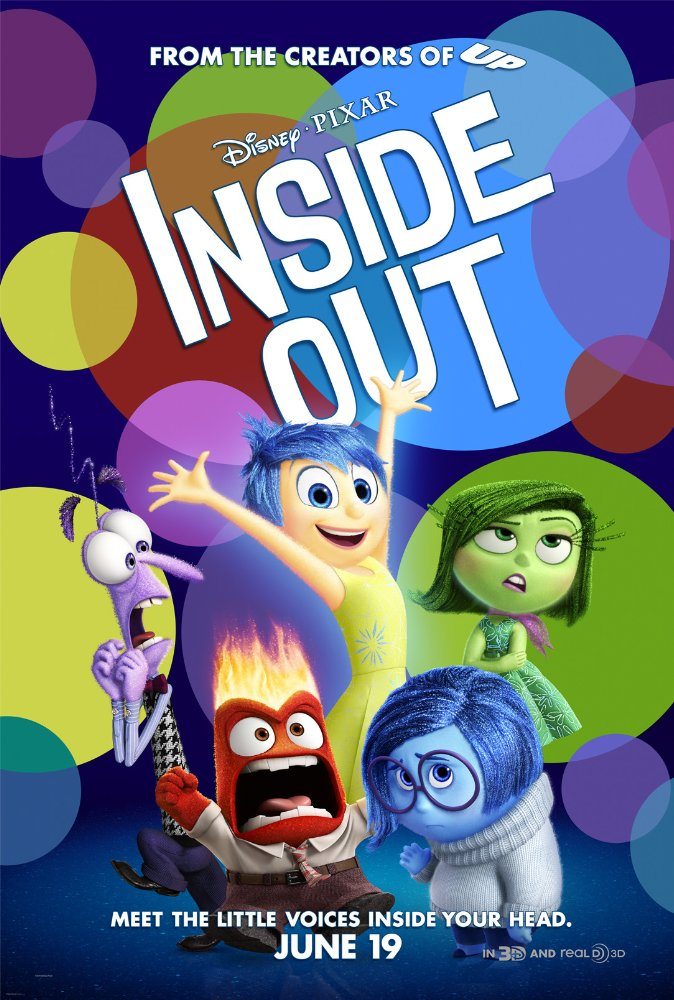 FROM THE CREATORS OF UP
Disney · PIXAR
INSIDE
OUT
MEET THE LITTLE VOICES INSIDE YOUR HEAD.
JUNE 19
IN 3D AND REAL D 3D